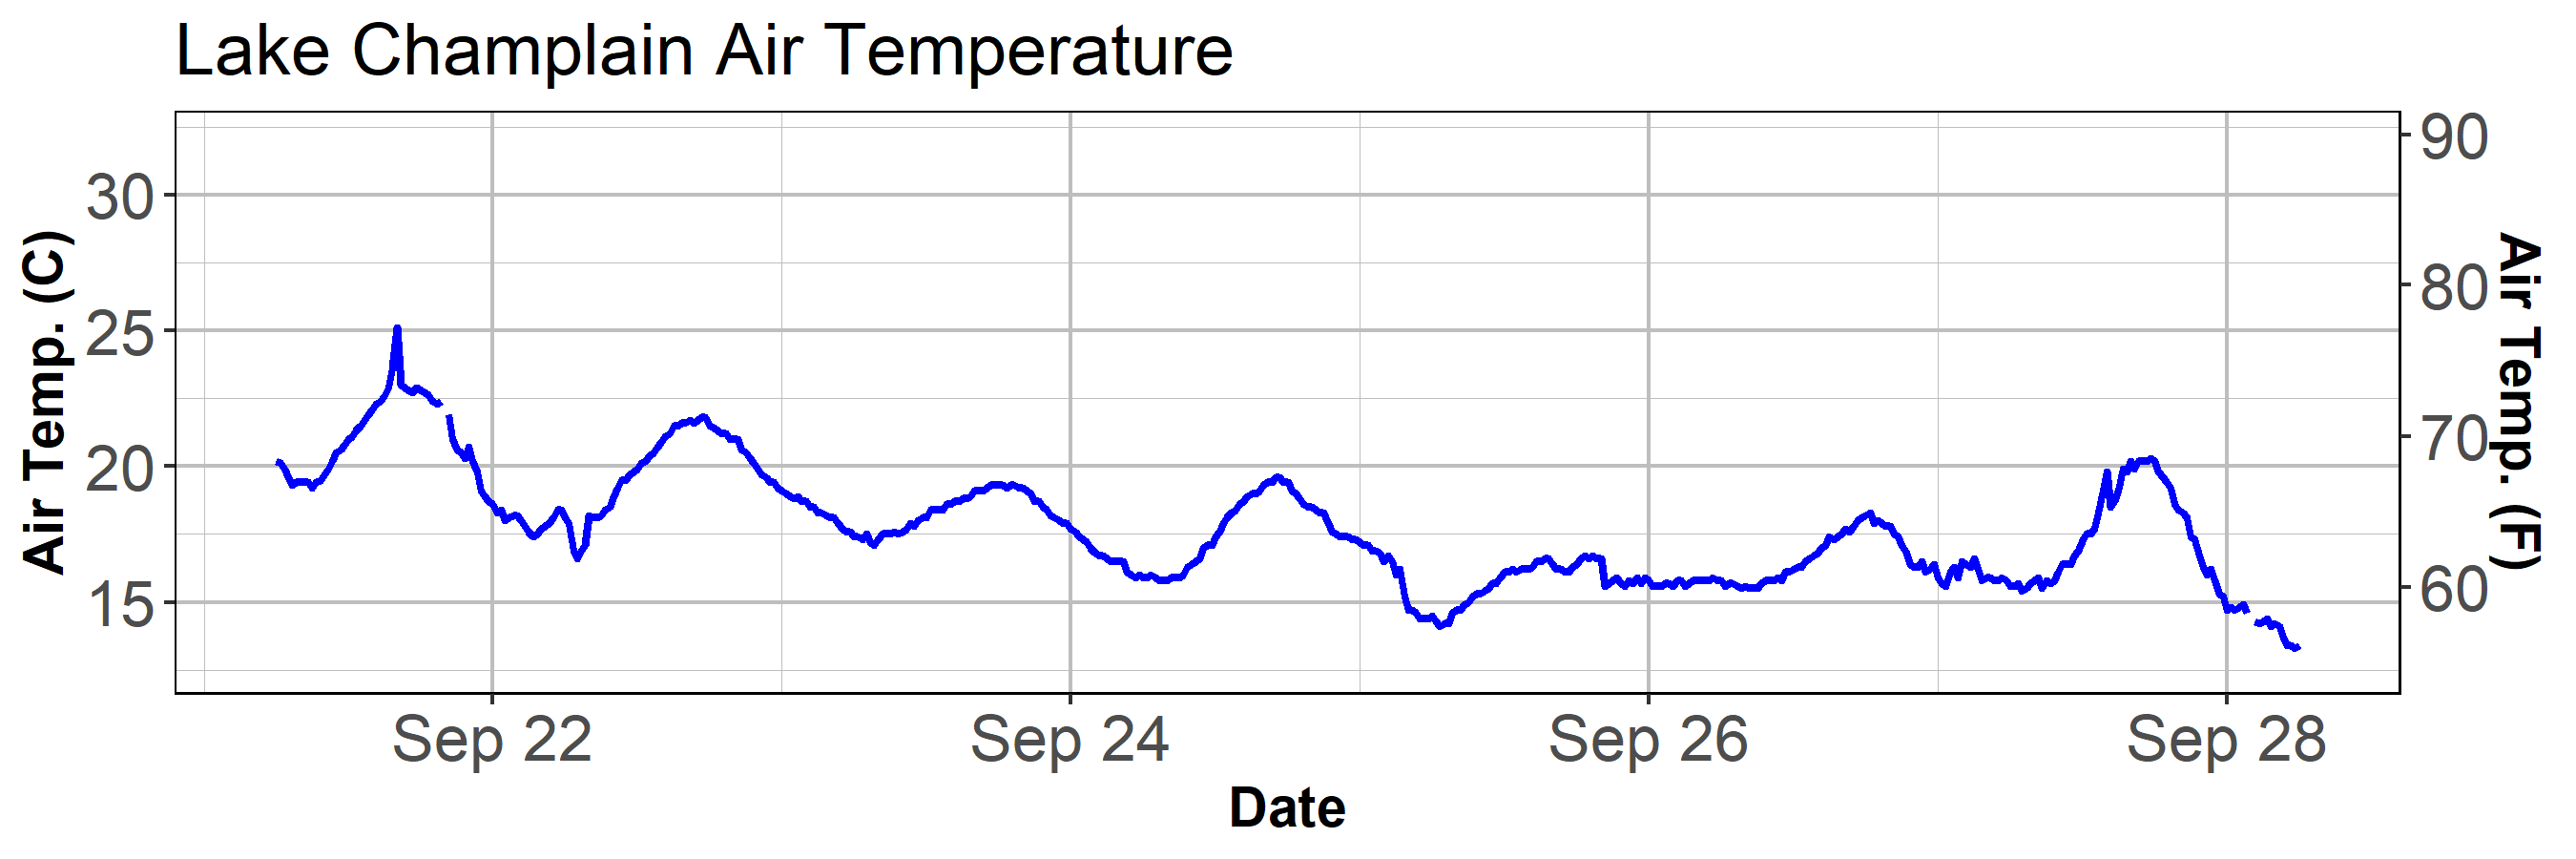 Lake Champlain Air Temperature
Air Temp. (C)
30
25
20
15
90
80
70
60
Air Temp. (F)
Sep 22
Sep 24
Sep 26
Sep 28
Date